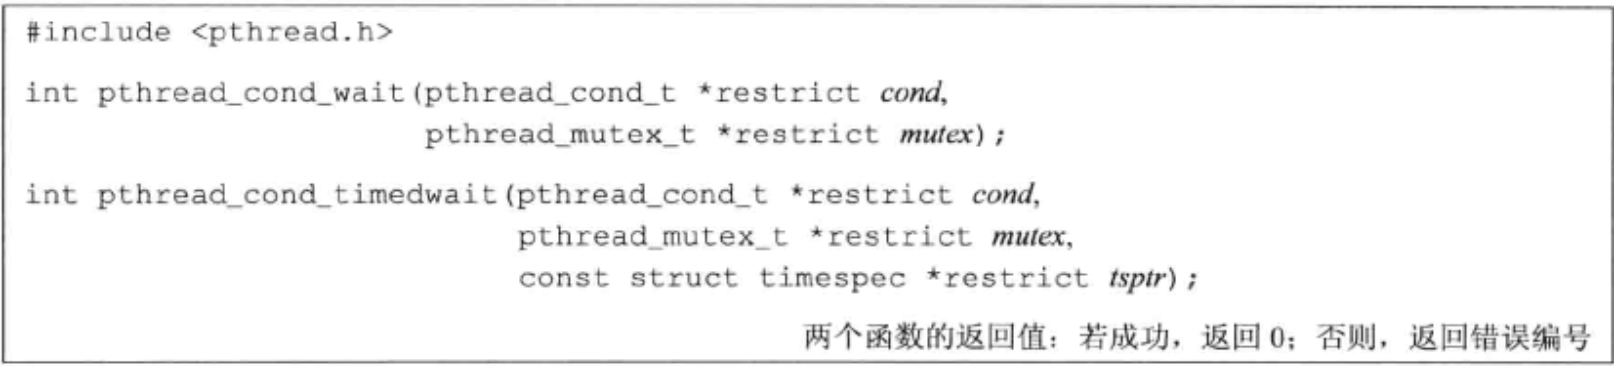 #include <pthread.h>
int pthread_cond_wait(pthread_cond_t *restrict cond,
pthread_mutex_t *restrict mutex);
int pthread_cond_timedwait(pthread_cond_t *restrict cond,
pthread_mutex_t *restrict mutex,
const struct timespec *restrict tsptr);
两个函数的返回值：若成功，返回 0；否则，返回错误编号